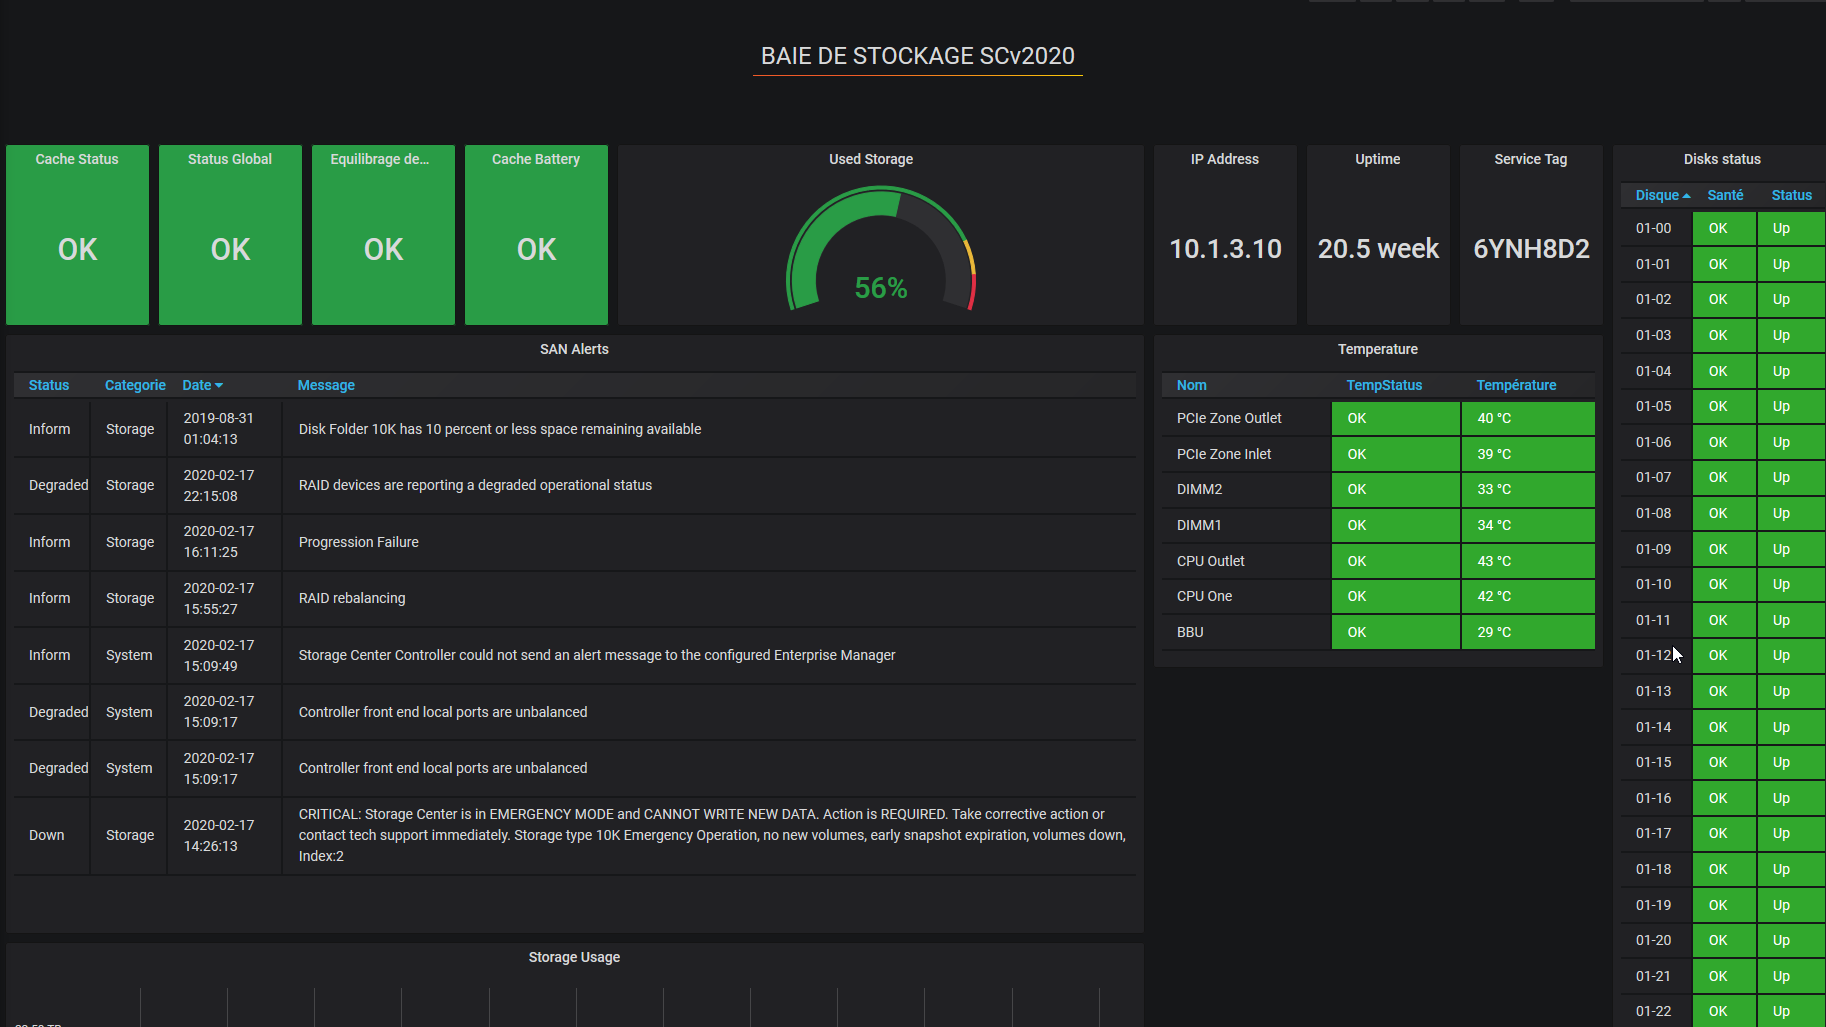 BAIE DE STOCKAGE SCv2020
Cache Status
OK
Status Global
OK
Equilibrage de...
OK
Cache Battery
OK
Used Storage
56%
IP Address
10.1.3.10
Uptime
20.5 week
Service Tag
6YNH8D2
SAN Alerts
Status Categorie Date Message
Inform Storage 2019-08-31 01:04:13 Disk Folder 10K has 10 percent or less space remaining available
Degraded Storage 2020-02-17 22:15:08 RAID devices are reporting a degraded operational status
Inform Storage 2020-02-17 16:11:25 Progression Failure
Inform Storage 2020-02-17 15:55:27 RAID rebalancing
Inform System 2020-02-17 15:09:49 Storage Center Controller could not send an alert message to the configured Enterprise Manager
Degraded System 2020-02-17 15:09:17 Controller front end local ports are unbalanced
Degraded System 2020-02-17 15:09:17 Controller front end local ports are unbalanced
Down Storage 2020-02-17 14:26:13 CRITICAL: Storage Center is in EMERGENCY MODE and CANNOT WRITE NEW DATA. Action is REQUIRED. Take corrective action or
contact tech support immediately. Storage type 10K Emergency Operation, no new volumes, early snapshot expiration, volumes down,
Index:2
Storage Usage
Temperature
Nom TempStatus Température
PCIe Zone Outlet OK 40 °C
PCIe Zone Inlet OK 39 °C
DIMM2 OK 33 °C
DIMM1 OK 34 °C
CPU Outlet OK 43 °C
CPU One OK 42 °C
BBU OK 29 °C
Disks status
Disque Santé Status
01-00 OK Up
01-01 OK Up
01-02 OK Up
01-03 OK Up
01-04 OK Up
01-05 OK Up
01-06 OK Up
01-07 OK Up
01-08 OK Up
01-09 OK Up
01-10 OK Up
01-11 OK Up
01-12 OK Up
01-13 OK Up
01-14 OK Up
01-15 OK Up
01-16 OK Up
01-17 OK Up
01-18 OK Up
01-19 OK Up
01-20 OK Up
01-21 OK Up
01-22 OK Up